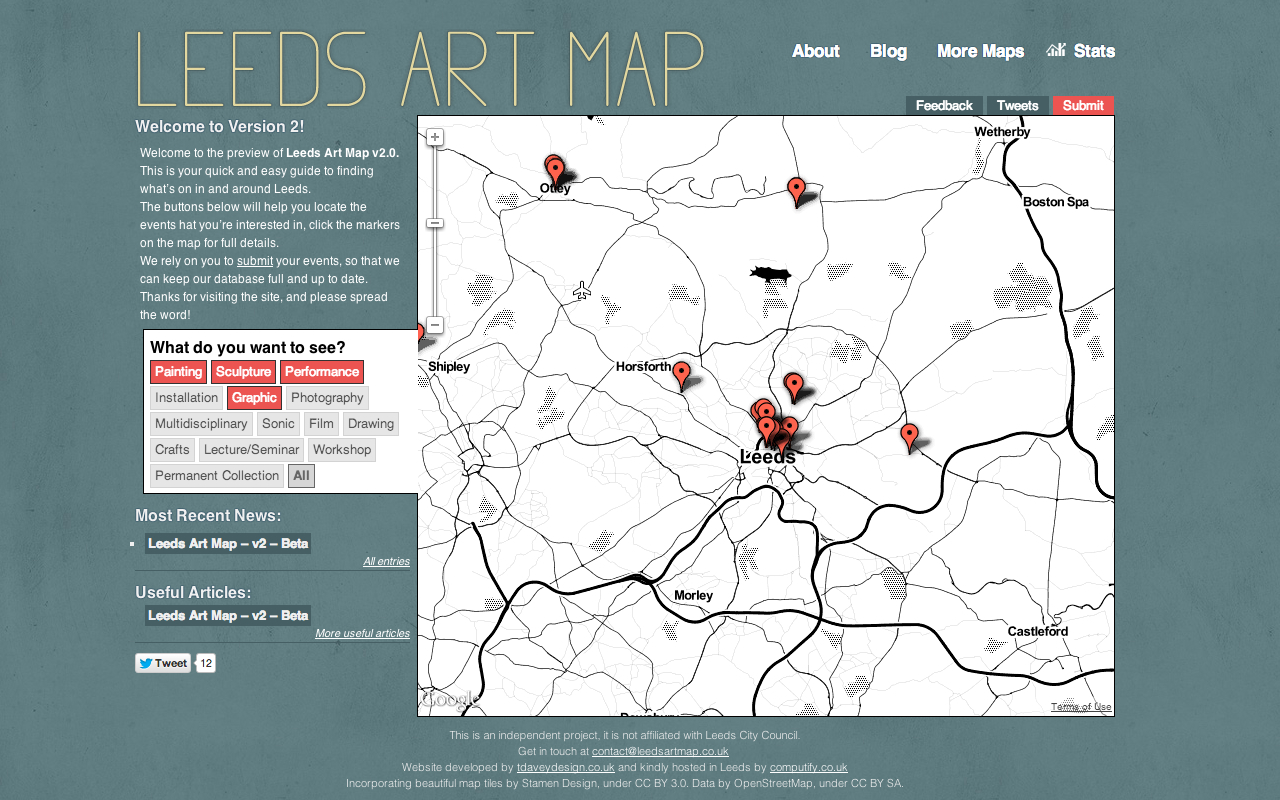 LEEDS ART MAP
About Blog More Maps Stats
Feedback Tweets Submit
Welcome to Version 2!
Welcome to the preview of Leeds Art Map v2.0.
This is your quick and easy guide to finding
what's on in and around Leeds.
The buttons below will help you locate the
events hat you're interested in, click the markers
on the map for full details.
We rely on you to submit your events, so that we
can keep our database full and up to date.
Thanks for visiting the site, and please spread
the word!
What do you want to see?
Painting Sculpture Performance
Installation Graphic Photography
Multidisciplinary Sonic Film Drawing
Crafts Lecture/Seminar Workshop
Permanent Collection All
Most Recent News:
Leeds Art Map – v2 – Beta
All entries
Useful Articles:
Leeds Art Map – v2 – Beta
More useful articles
Tweet 12
Wetherby
Otley
Boston Spa
Shipley
Horsforth
Leeds
Morley
Castleford
Google
Terms of Use
This is an independent project, it is not affiliated with Leeds City Council.
Get in touch at contact@leedsartmap.co.uk
Website developed by tdaveydesign.co.uk and kindly hosted in Leeds by computify.co.uk
Incorporating beautiful map tiles by Stamen Design, under CC BY 3.0. Data by OpenStreetMap, under CC BY SA.